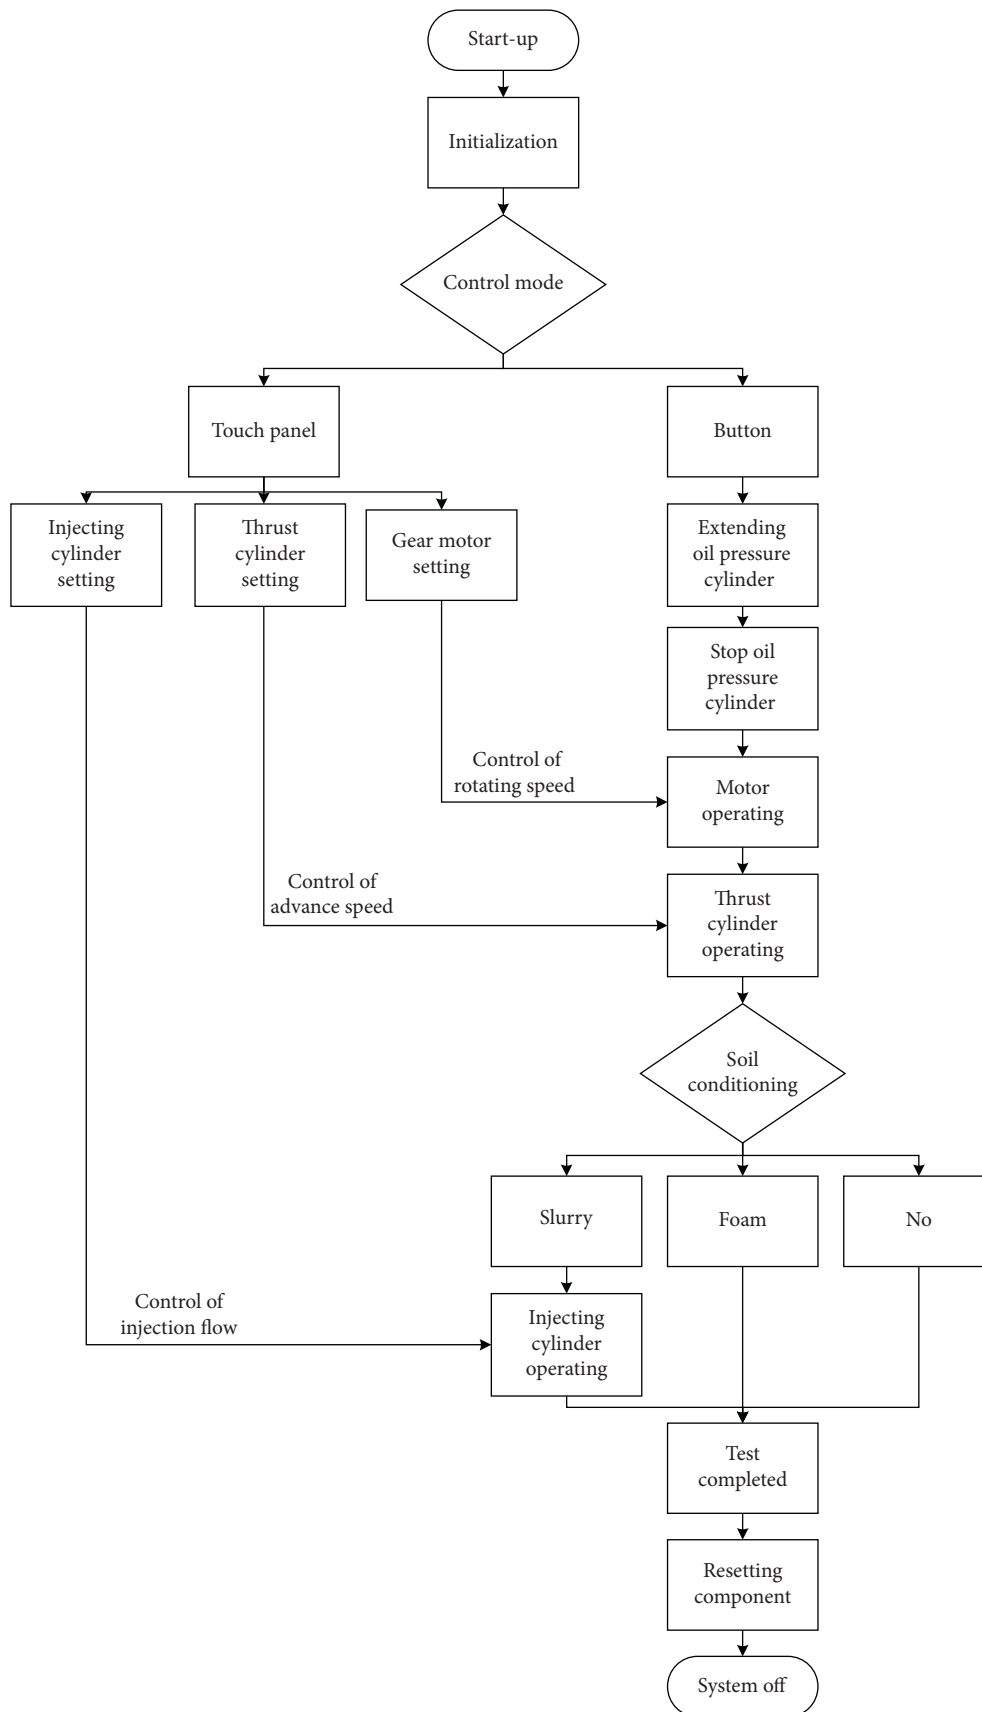 Start-up
Initialization
Control mode
Touch panel
Button
Injecting
cylinder
setting
Thrust
cylinder
setting
Gear motor
setting
Extending
oil pressure
cylinder
Stop oil
pressure
cylinder
Control of
rotating speed
Motor
operating
Control of
advance speed
Thrust
cylinder
operating
Soil
conditioning
Slurry
Foam
No
Control of
injection flow
Injecting
cylinder
operating
Test
completed
Resetting
component
System off